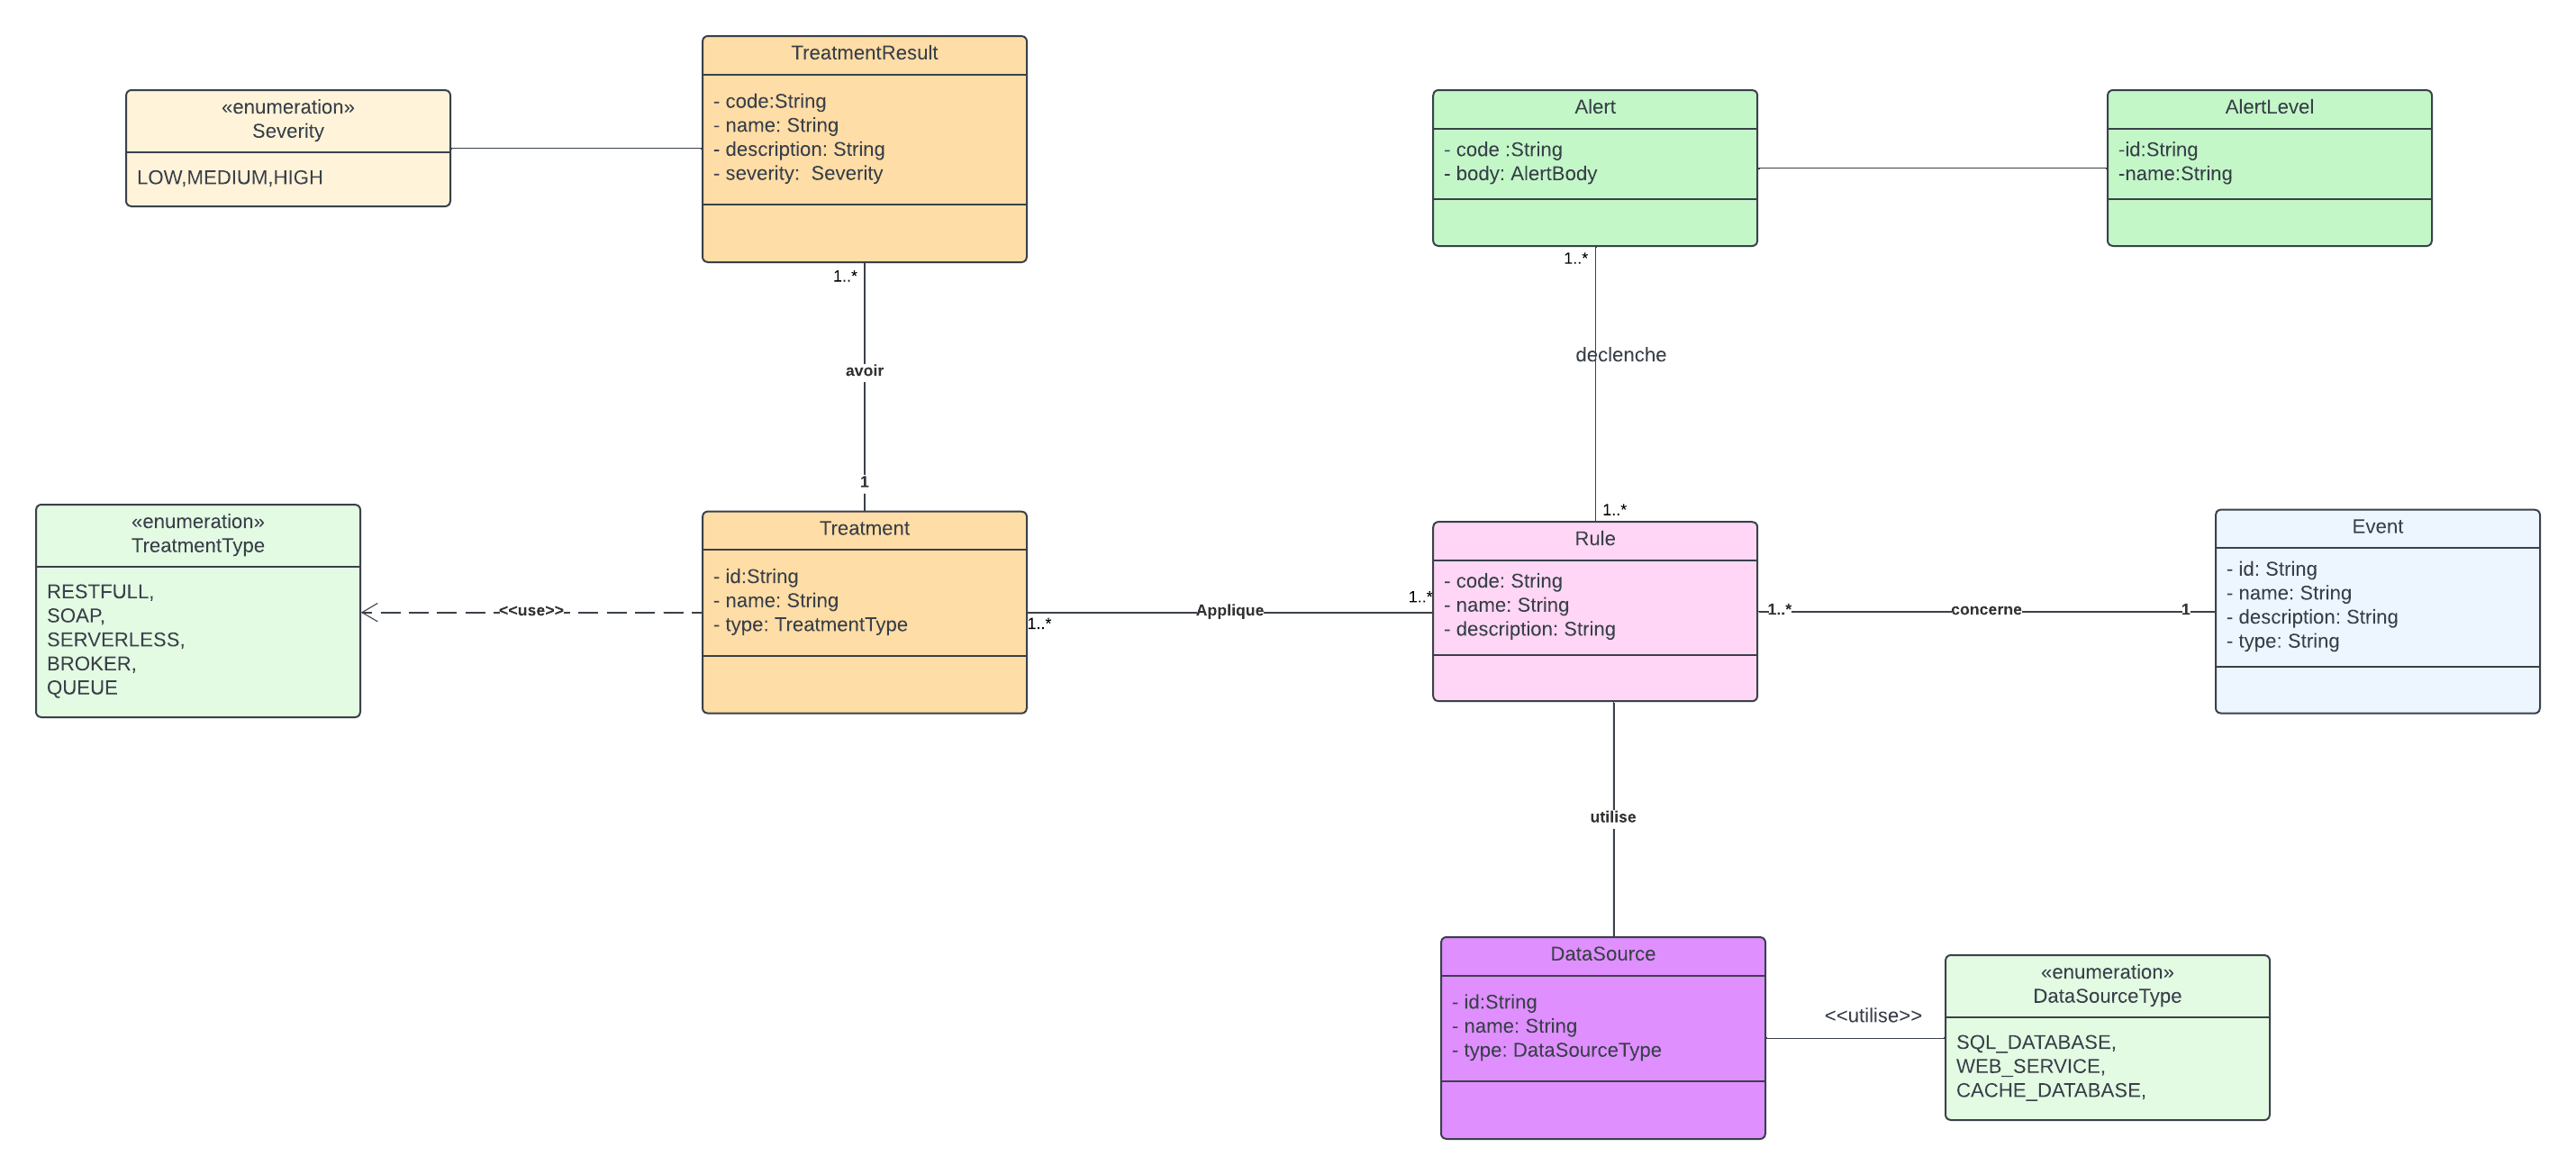 TreatmentResult
- code:String
- name: String
- description: String
- severity:  Severity
«enumeration»
Severity
LOW,MEDIUM,HIGH
Alert
- code :String
- body: AlertBody
AlertLevel
-id:String
-name:String
1..*
avoir
1
1..*
declenche
1..*
«enumeration»
TreatmentType
RESTFULL,
SOAP,
SERVERLESS,
BROKER,
QUEUE
<<use>>
Treatment
- id:String
- name: String
- type: TreatmentType
1..*
Applique
1..*
Rule
- code: String
- name: String
- description: String
1..*
concerne
1
Event
- id: String
- name: String
- description: String
- type: String
utilise
DataSource
- id:String
- name: String
- type: DataSourceType
<<utilise>>
«enumeration»
DataSourceType
SQL_DATABASE,
WEB_SERVICE,
CACHE_DATABASE,